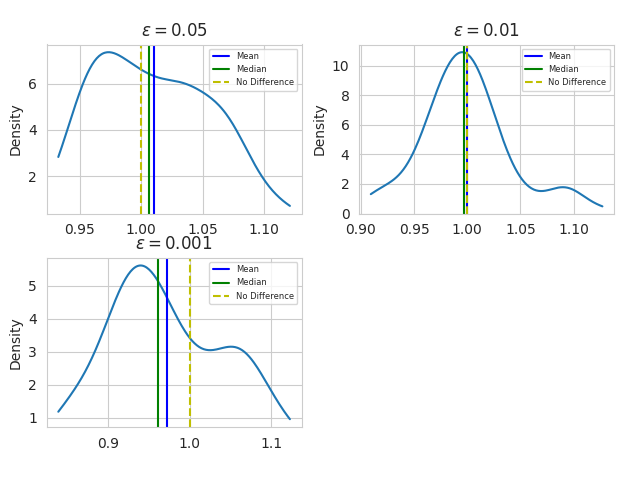 ε = 0.05
Density
6
4
2
0.95 1.00 1.05 1.10
Mean
Median
No Difference
ε = 0.01
Density
10
8
6
4
2
0
0.90 0.95 1.00 1.05 1.10
Mean
Median
No Difference
ε = 0.001
Density
5
4
3
2
1
0.9 1.0 1.1
Mean
Median
No Difference